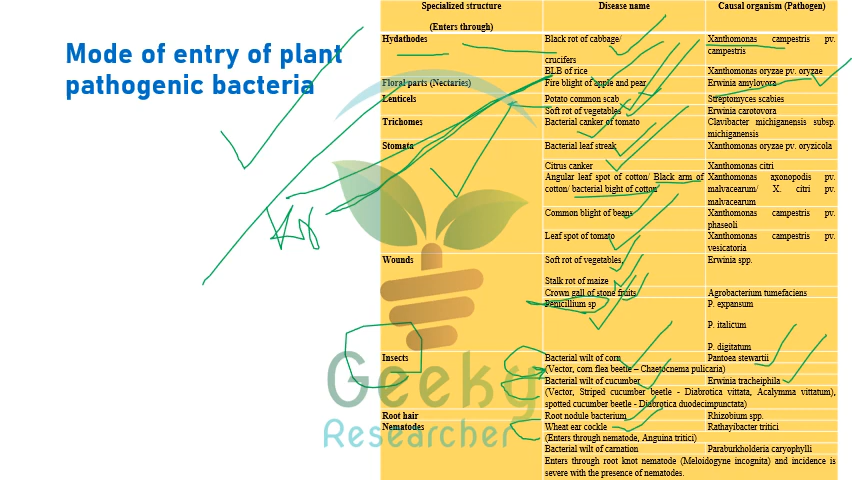 Mode of entry of plant
pathogenic bacteria
Specialized structure
(Enters through)
Disease name
Causal organism (Pathogen)
Hydathodes
Black rot of cabbage/
crucifers
Xanthomonas campestris pv.
campestris
BLB of rice
Xanthomonas oryzae pv. oryzae
Floral parts (Nectaries)
Fire blight of apple and pear
Erwinia amylovora
Lenticels
Potato common scab
Streptomyces scabies
Soft rot of vegetables
Erwinia carotovora
Trichomes
Bacterial canker of tomato
Clavibacter michiganensis subsp.
michiganensis
Stomata
Bacterial leaf streak
Xanthomonas oryzae pv. oryzicola
Citrus canker
Xanthomonas citri
Angular leaf spot of cotton/ Black arm of
cotton/ bacterial bight of cotton
Xanthomonas axonopodis pv.
malvacearum/ X. citri pv.
malvacearum
Common blight of beans
Xanthomonas campestris pv.
phaseoli
Leaf spot of tomato
Xanthomonas campestris pv.
vesicatoria
Wounds
Soft rot of vegetables,
Stalk rot of maize
Erwinia spp.
Crown gall of stone fruits
Agrobacterium tumefaciens
Penicillium sp
P. expansum
P. italicum
P. digitatum
Insects
Bacterial wilt of corn
Pantoea stewartii
(Vector, corn flea beetle – Chaetocnema pulicaria)
Bacterial wilt of cucumber
Erwinia tracheiphila
(Vector, Striped cucumber beetle - Diabrotica vittata, Acalymma vittatum),
spotted cucumber beetle - Diabrotica duodecimpunctata)
Root hair
Root nodule bacterium
Rhizobium spp.
Nematodes
Wheat ear cockle
Rathayibacter tritici
(Enters through nematode, Anguina tritici)
Bacterial wilt of carnation
Paraburkholderia caryophylli
Enters through root knot nematode (Meloidogyne incognita) and incidence is
severe with the presence of nematodes.
Geeky
Researcher